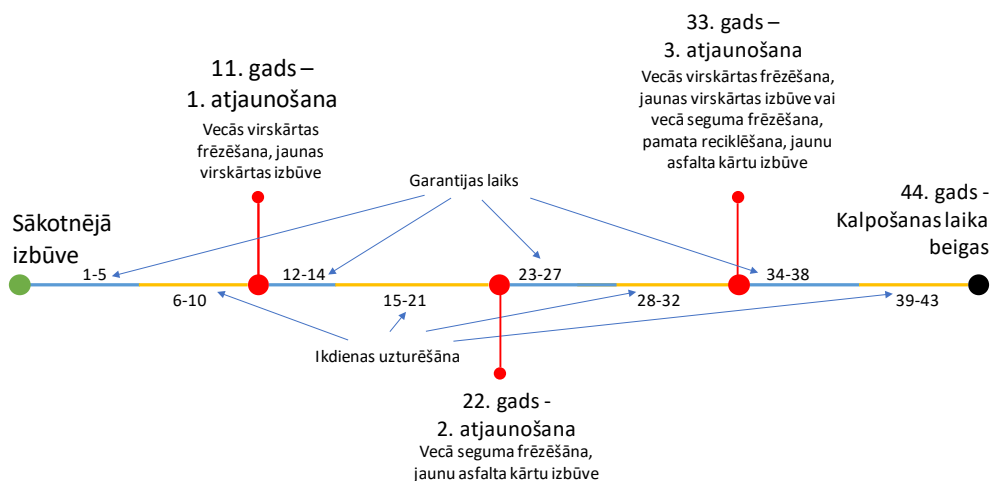 33. gads –
3. atjaunošana
Vecās virskārtas frēzēšana,
jaunas virskārtas izbūve vai
vecā seguma frēzēšana,
pamata reciklēšana, jaunu
asfalta kārtu izbūve
11. gads –
1. atjaunošana
Vecās virskārtas
frēzēšana, jaunas
virskārtas izbūve
Garantijas laiks
44. gads -
Kalpošanas laika
beigas
Sākotnējā
izbūve
1-5
12-14
23-27
34-38
6-10
15-21
28-32
39-43
Ikdienas uzturēšāna
22. gads -
2. atjaunošana
Vecā seguma frēzēšāna,
jaunu asfalta kārtu izbūve